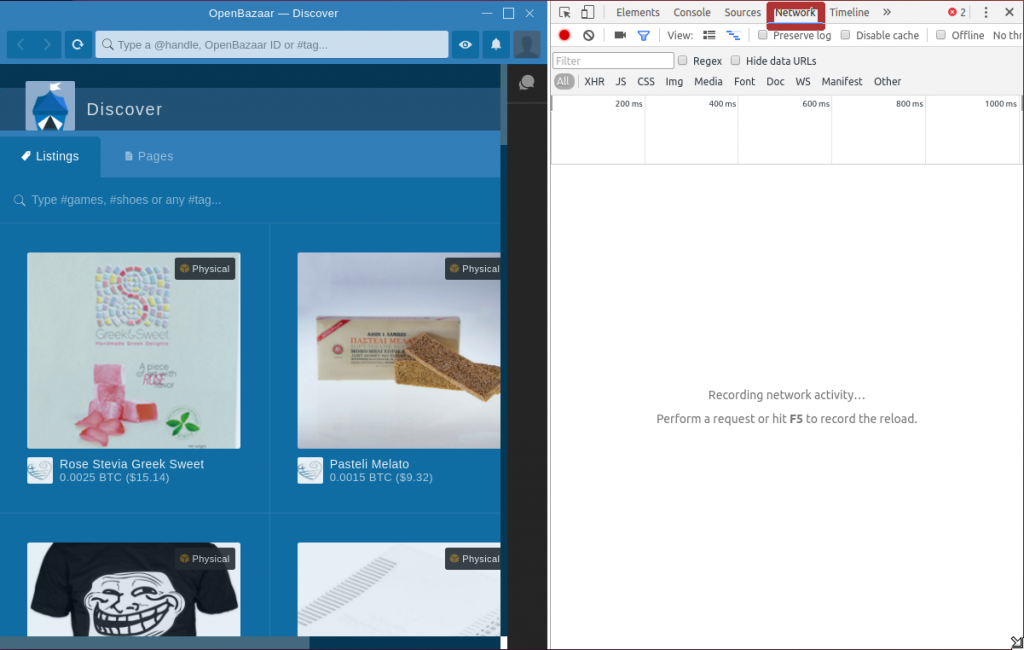 OpenBazaar — Discover
Type a @handle, OpenBazaar ID or #tag...
Discover
Listings
Pages
Type #games, #shoes or any #tag...
Physical
Greek&Sweet
Handmade Greek Delights
A piece
of art with
ROSE
flavor
Rose Stevia Greek Sweet
0.0025 BTC ($15.14)
Physical
ΠΑΣΤΕΛΙ ΜΕΛΑ
Pasteli Melato
0.0015 BTC ($9.32)
Physical
Physical
Elements Console Sources Network Timeline » 2
View: Preserve log Disable cache Offline No thr
Filter Regex Hide data URLs
All XHR JS CSS Img Media Font Doc WS Manifest Other
200 ms 400 ms 600 ms 800 ms 1000 ms
Recording network activity…
Perform a request or hit F5 to record the reload.